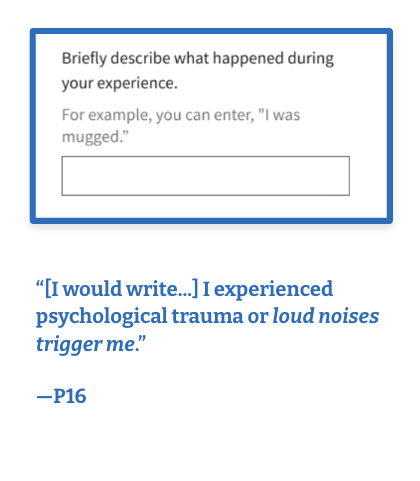 Briefly describe what happened during
your experience.
For example, you can enter, "I was
mugged.”
“[I would write...] I experienced
psychological trauma or loud noises
trigger me.”
—P16